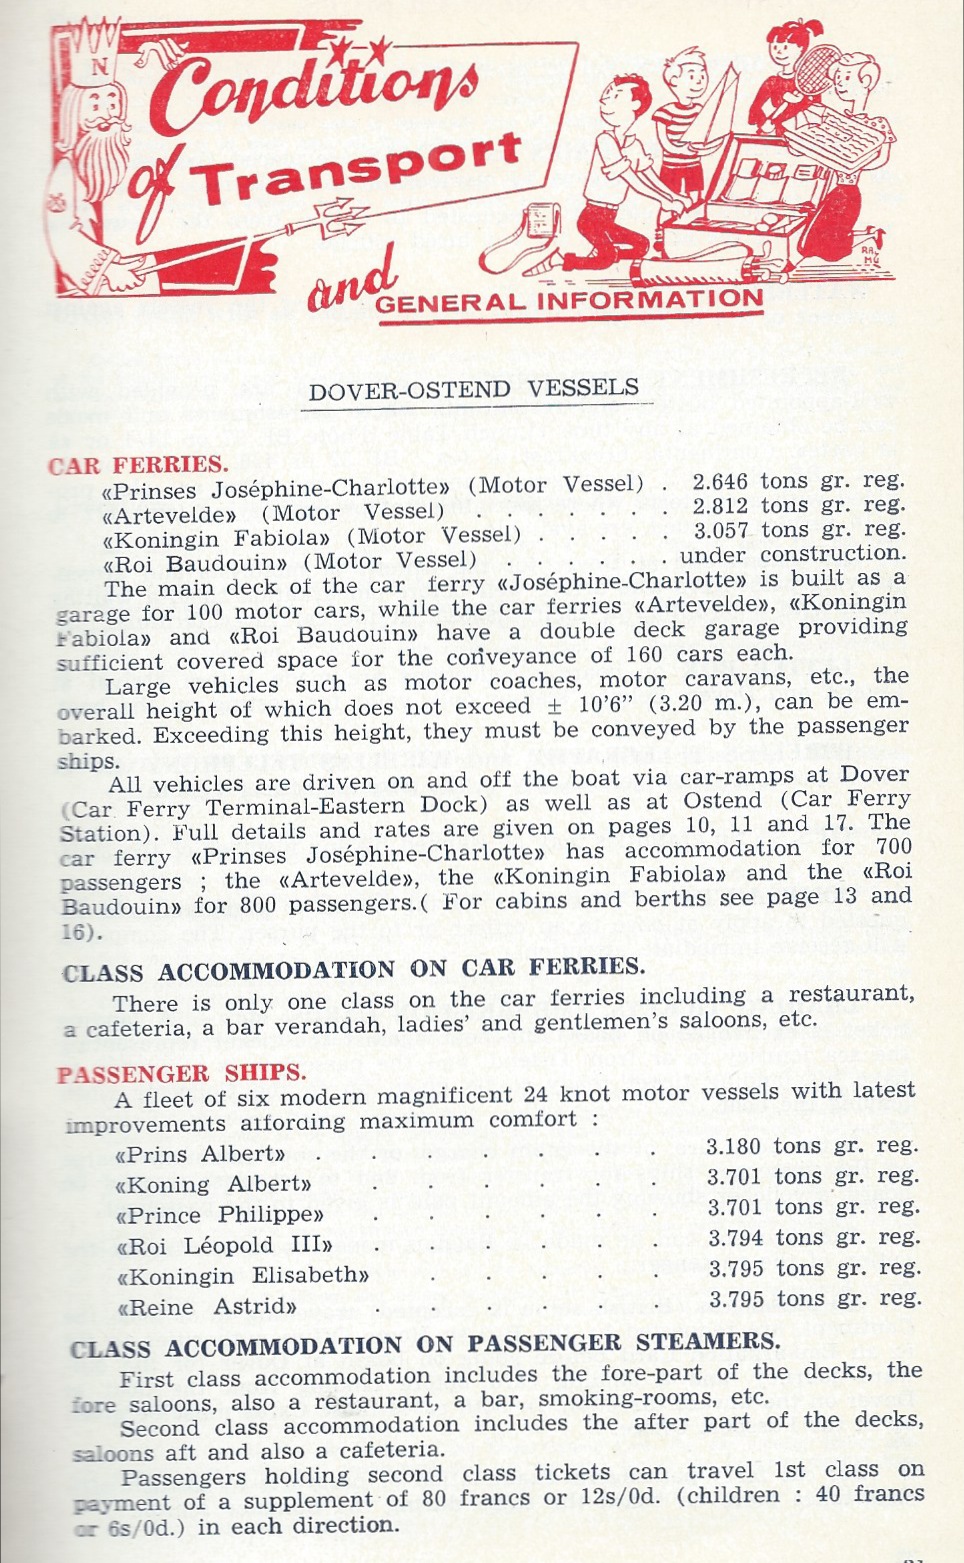 N
Conditions
of Transport
and
GENERAL INFORMATION
RA
MG
DOVER-OSTEND VESSELS
CAR FERRIES.
«Prinses Joséphine-Charlotte» (Motor Vessel) . 2.646 tons gr. reg.
«Artevelde» (Motor Vessel) . . . . . . . . 2.812 tons gr. reg.
«Koningin Fabiola» (Motor Vessel) . . . . . 3.057 tons gr. reg.
«Roi Baudouin» (Motor Vessel) . . . . . . under construction.
The main deck of the car ferry «Joséphine-Charlotte» is built as a
garage for 100 motor cars, while the car ferries «Artevelde», «Koningin
Fabiola» and «Roi Baudouin» have a double deck garage providing
sufficient covered space for the conveyance of 160 cars each.
Large vehicles such as motor coaches, motor caravans, etc., the
overall height of which does not exceed ± 10'6" (3.20 m.), can be em-
barked. Exceeding this height, they must be conveyed by the passenger
ships.
All vehicles are driven on and off the boat via car-ramps at Dover
(Car Ferry Terminal-Eastern Dock) as well as at Ostend (Car Ferry
Station). Full details and rates are given on pages 10, 11 and 17. The
car ferry «Prinses Joséphine-Charlotte» has accommodation for 700
passengers ; the «Artevelde», the «Koningin Fabiola» and the «Roi
Baudouin» for 800 passengers.( For cabins and berths see page 13 and
16).
CLASS ACCOMMODATION ON CAR FERRIES.
There is only one class on the car ferries including a restaurant,
a cafeteria, a bar verandah, ladies' and gentlemen's saloons, etc.
PASSENGER SHIPS.
A fleet of six modern magnificent 24 knot motor vessels with latest
improvements affording maximum comfort :
«Prins Albert» . . . . . . 3.180 tons gr. reg.
«Koning Albert» . . . . . 3.701 tons gr. reg.
«Prince Philippe» . . . . . 3.701 tons gr. reg.
«Roi Léopold III» . . . . . 3.794 tons gr. reg.
«Koningin Elisabeth» . . . . 3.795 tons gr. reg.
«Reine Astrid» . . . . . 3.795 tons gr. reg.
CLASS ACCOMMODATION ON PASSENGER STEAMERS.
First class accommodation includes the fore-part of the decks, the
fore saloons, also a restaurant, a bar, smoking-rooms, etc.
Second class accommodation includes the after part of the decks,
saloons aft and also a cafeteria.
Passengers holding second class tickets can travel 1st class on
payment of a supplement of 80 francs or 12s/0d. (children : 40 francs
or 6s/0d.) in each direction.